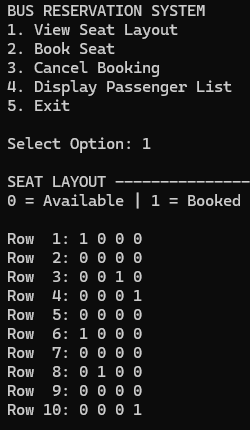 BUS RESERVATION SYSTEM
1. View Seat Layout
2. Book Seat
3. Cancel Booking
4. Display Passenger List
5. Exit
Select Option: 1
SEAT LAYOUT ---------------
0 = Available | 1 = Booked
Row  1: 1 0 0 0
Row  2: 0 0 0 0
Row  3: 0 0 1 0
Row  4: 0 0 0 1
Row  5: 0 0 0 0
Row  6: 1 0 0 0
Row  7: 0 0 0 0
Row  8: 0 1 0 0
Row  9: 0 0 0 0
Row 10: 0 0 0 1